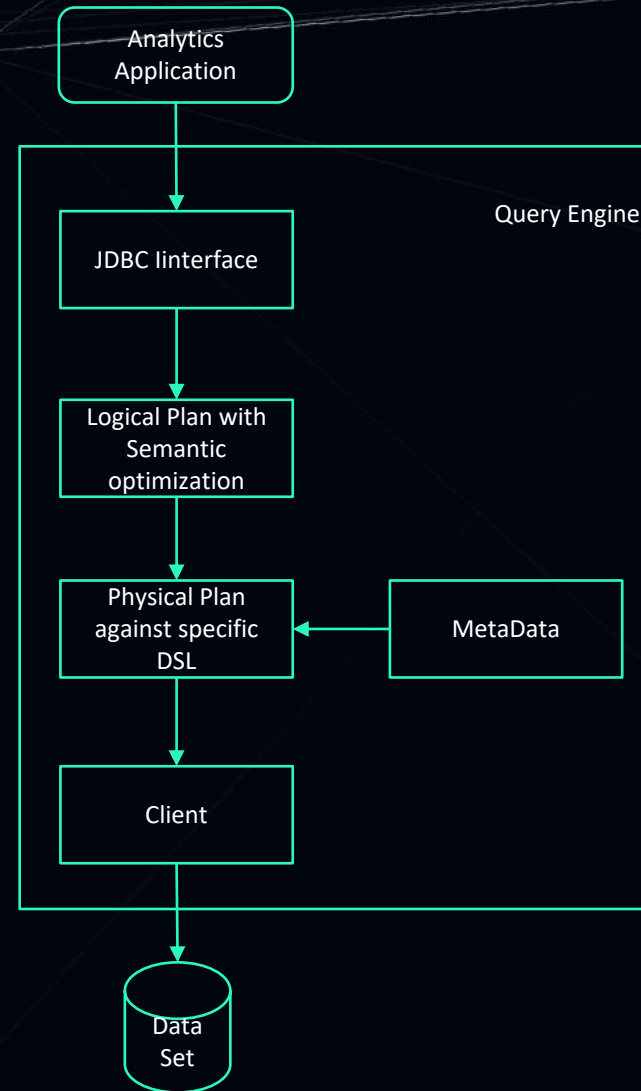 Analytics
Application
Query Engine
JDBC Iinterface
Logical Plan with
Semantic
optimization
Physical Plan
against specific
DSL
MetaData
Client
Data
Set